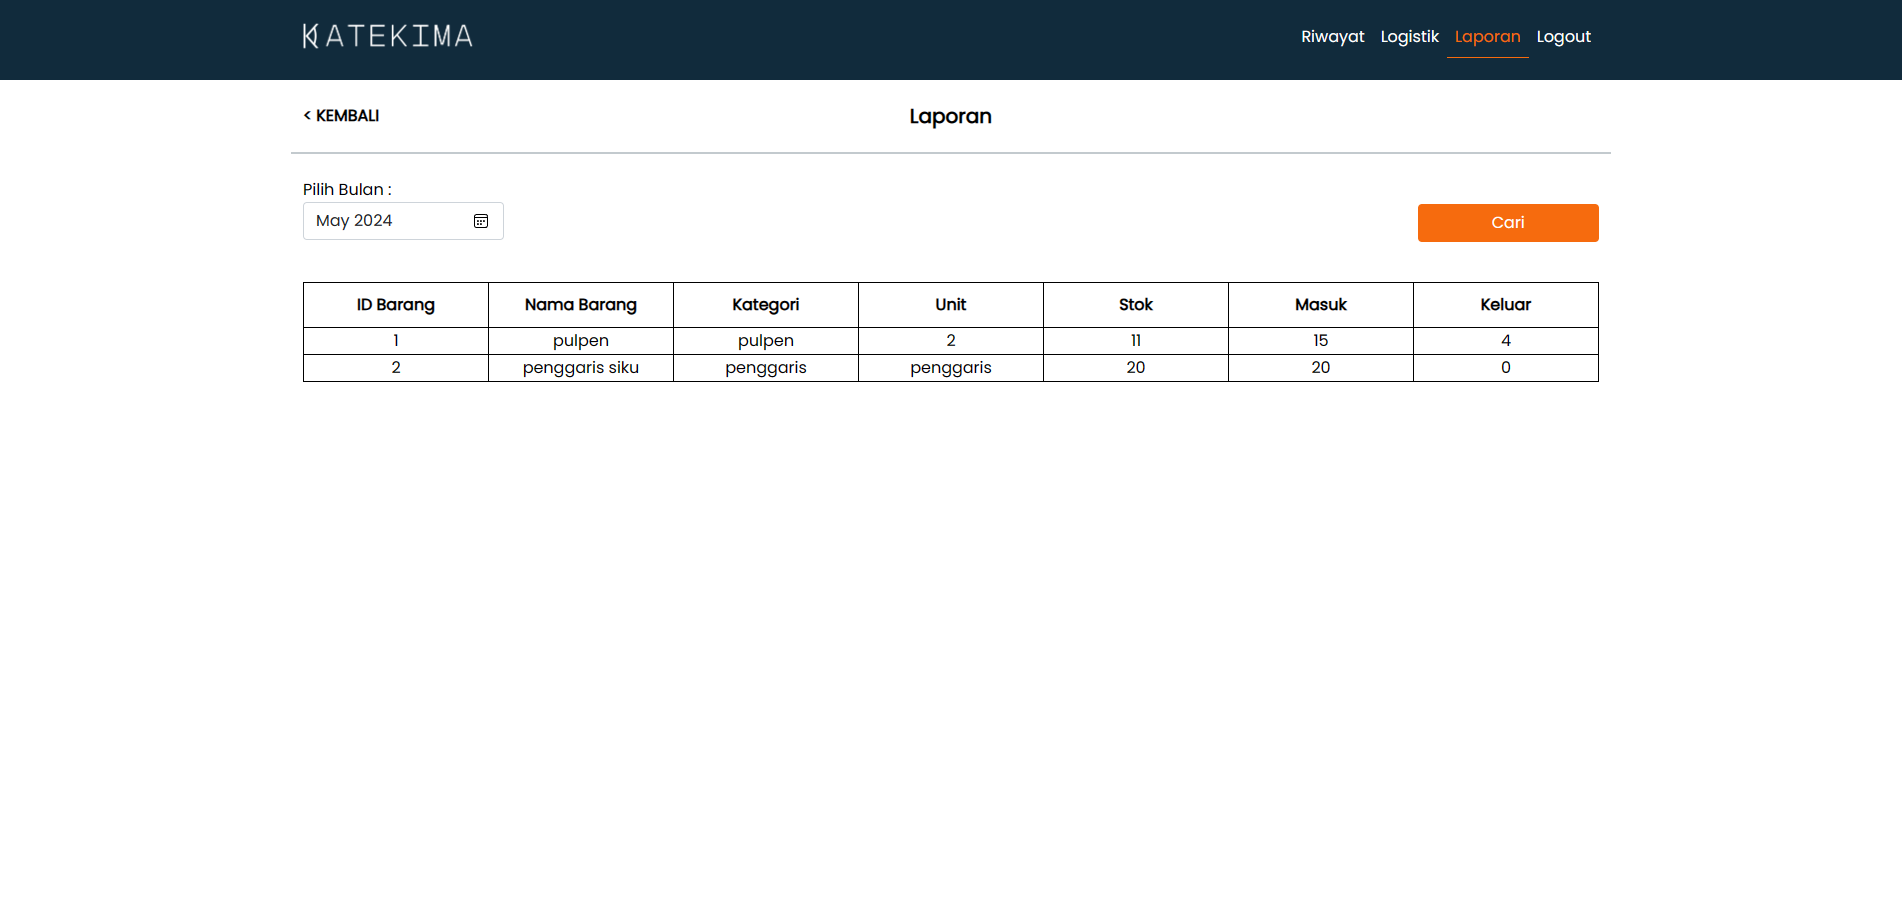 KATEKIMA
Riwayat Logistik Laporan Logout
< KEMBALI
Laporan
Pilih Bulan :
May 2024
Cari
ID Barang Nama Barang Kategori Unit Stok Masuk Keluar
1 pulpen pulpen 2 11 15 4
2 penggaris siku penggaris penggaris 20 20 0